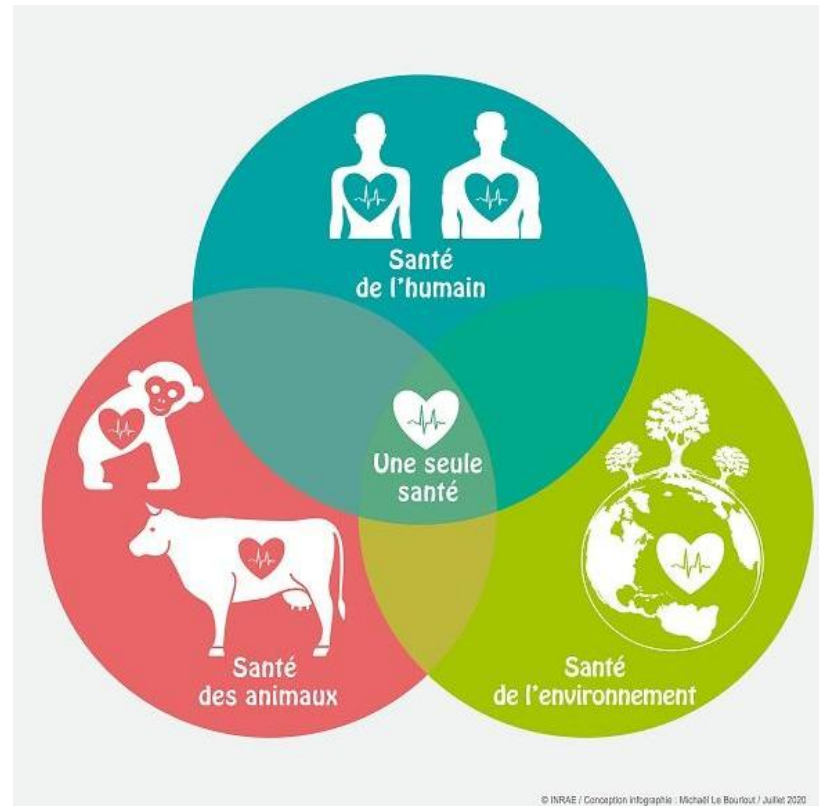 Santé
de l'humain
Une seule
santé
Santé
des animaux
Santé
de l'environnement
© INRAE / Conception infographie : Michaël Le Bourlout / Juillet 2020